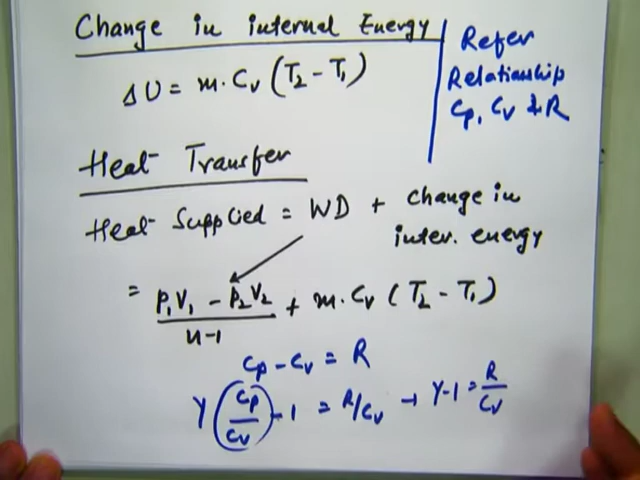 Change in internal Energy
ΔU = m. Cv (T2 - T1)
Refer
Relationship
Cp, Cv & R
Heat Transfer
Heat Supplied = WD + change in
inter. energy
= P1V1 - P2V2 / n-1 + m. Cv (T2 - T1)
Cp - Cv = R
γ (Cp/Cv) - 1 = R/Cv → γ-1 = R/Cv